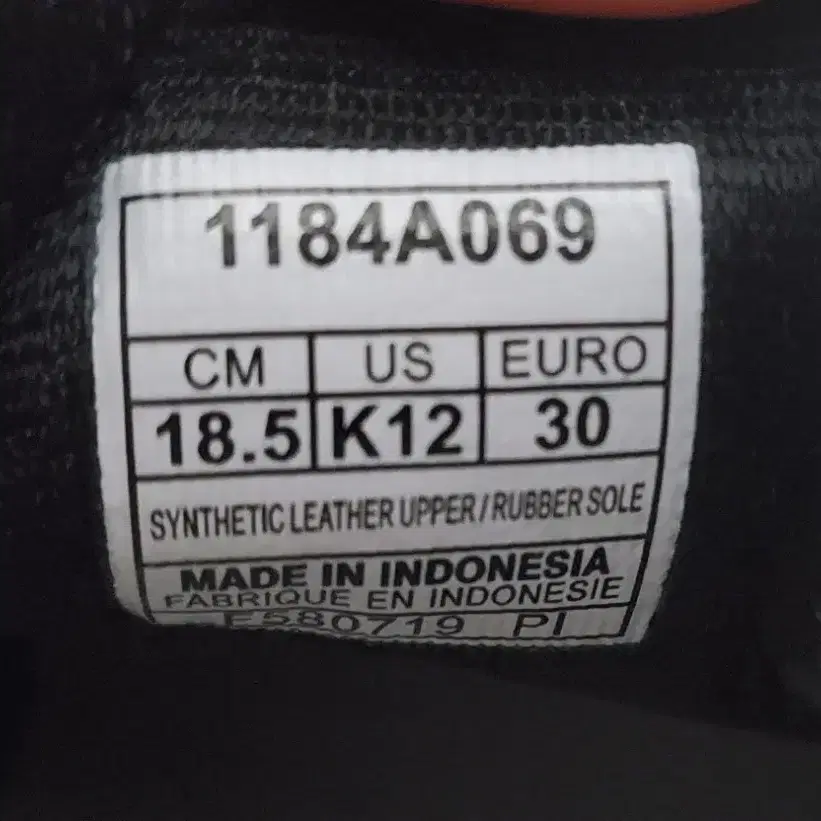 1184A069
CM US EURO
18.5 K12 30
SYNTHETIC LEATHER UPPER / RUBBER SOLE
MADE IN INDONESIA
FABRIQUE EN INDONESIE
F580719 PI